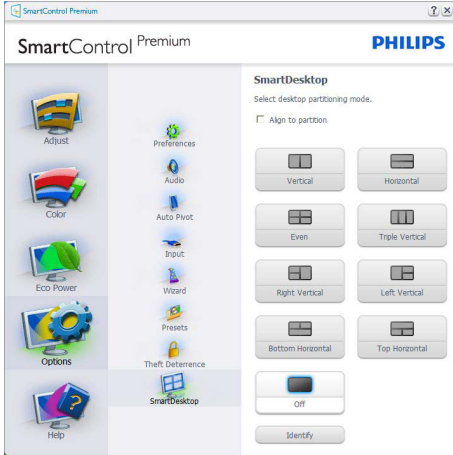 SmartControl Premium
SmartControl Premium
PHILIPS
Adjust
Color
Eco Power
Options
Help
Preferences
Audio
Auto Pivot
Input
Wizard
Presets
Theft Deterrence
SmartDesktop
SmartDesktop
Select desktop partitioning mode.
Align to partition
Vertical
Horizontal
Even
Triple Vertical
Right Vertical
Left Vertical
Bottom Horizontal
Top Horizontal
Off
Identify